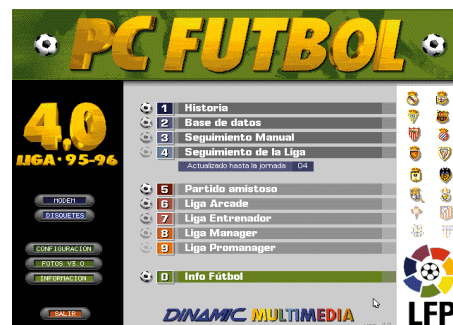 PC FUTBOL
4.0
LIGA·95-96
MODEM
DISQUETES
CONFIGURACION
FOTOS V3.0
INFORMACION
SALIR
1 Historia
2 Base de datos
3 Seguimiento Manual
4 Seguimiento de la Liga
Actualizado hasta la jornada 04
5 Partido amistoso
6 Liga Arcade
7 Liga Entrenador
8 Liga Manager
9 Liga Promanager
0 Info Fútbol
DINAMIC MULTIMEDIA
LFP